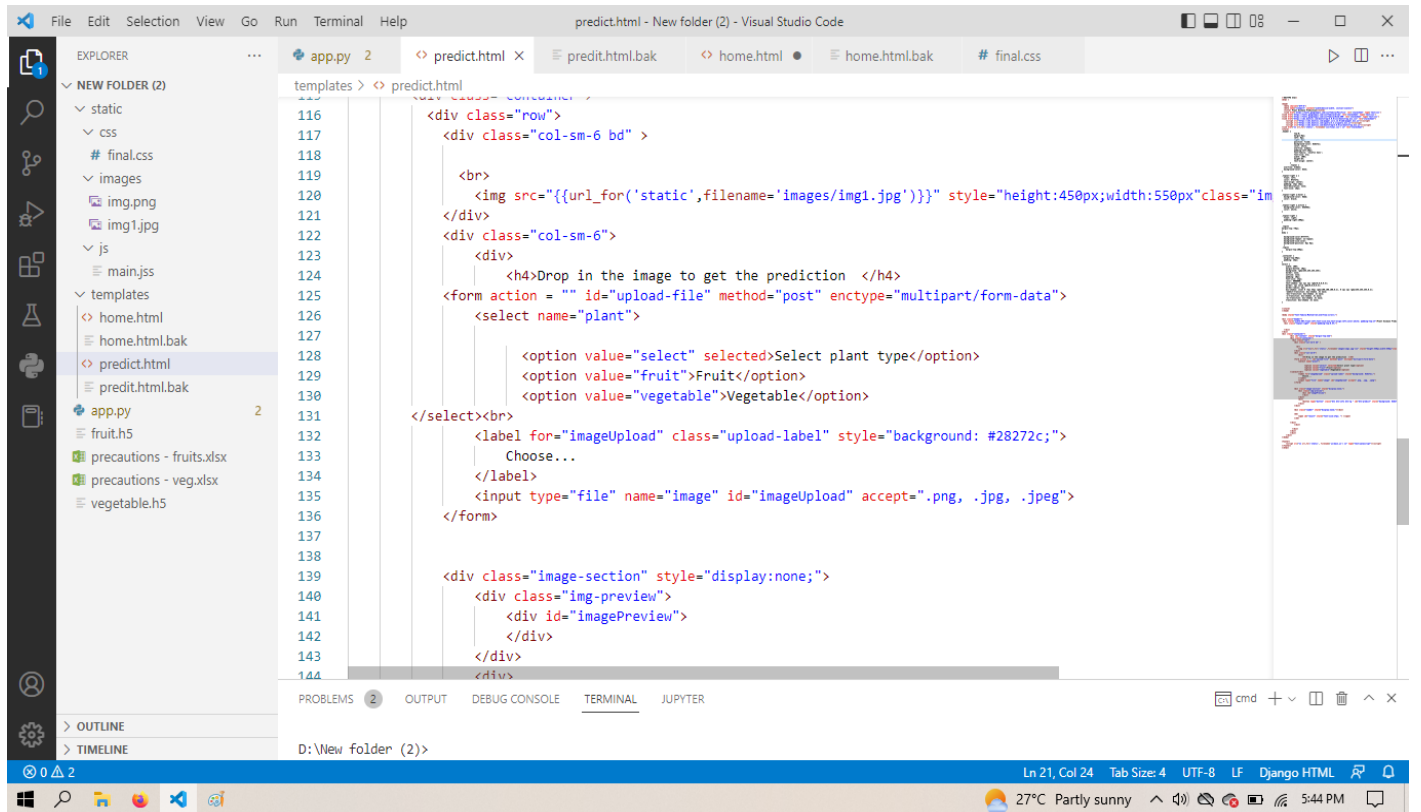 File Edit Selection View Go Run Terminal Help predict.html - New folder (2) - Visual Studio Code
EXPLORER
NEW FOLDER (2)
static
css
# final.css
images
img.png
img1.jpg
js
main.jss
templates
home.html
home.html.bak
predict.html
predit.html.bak
app.py 2
fruit.h5
precautions - fruits.xlsx
precautions - veg.xlsx
vegetable.h5
OUTLINE
TIMELINE
1
app.py 2 <> predict.html predit.html.bak <> home.html home.html.bak # final.css
templates > <> predict.html
115 <div class="container">
116 <div class="row">
117 <div class="col-sm-6 bd" >
118
119 <br>
120 <img src="{{url_for('static',filename='images/img1.jpg')}}" style="height:450px;width:550px"class="im
121 </div>
122 <div class="col-sm-6">
123 <div>
124 <h4>Drop in the image to get the prediction </h4>
125 <form action = "" id="upload-file" method="post" enctype="multipart/form-data">
126 <select name="plant">
127
128 <option value="select" selected>Select plant type</option>
129 <option value="fruit">Fruit</option>
130 <option value="vegetable">Vegetable</option>
131 </select><br>
132 <label for="imageUpload" class="upload-label" style="background: #28272c;">
133 Choose...
134 </label>
135 <input type="file" name="image" id="imageUpload" accept=".png, .jpg, .jpeg">
136 </form>
137
138
139 <div class="image-section" style="display:none;">
140 <div class="img-preview">
141 <div id="imagePreview">
142 </div>
143 </div>
144 <div>
PROBLEMS 2 OUTPUT DEBUG CONSOLE TERMINAL JUPYTER cmd
D:\New folder (2)>
0 2 Ln 21, Col 24 Tab Size: 4 UTF-8 LF Django HTML
27°C Partly sunny 5:44 PM